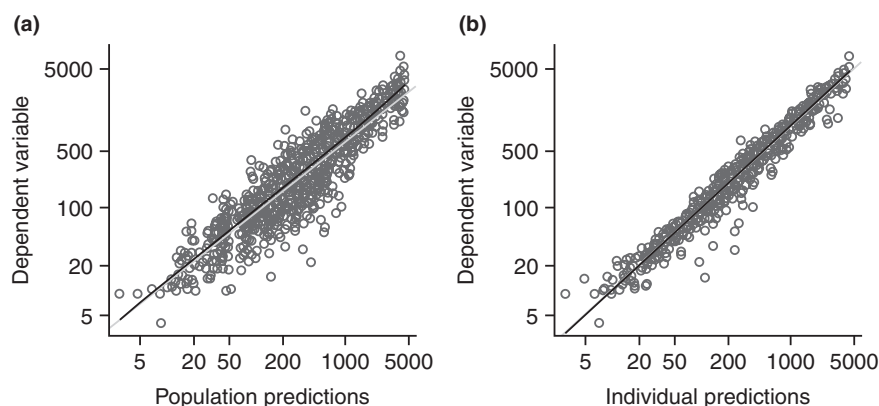 (a)
Dependent variable
5000
500
100
20
5
5 20 50 200 1000 5000
Population predictions
(b)
Dependent variable
5000
500
100
20
5
5 20 50 200 1000 5000
Individual predictions